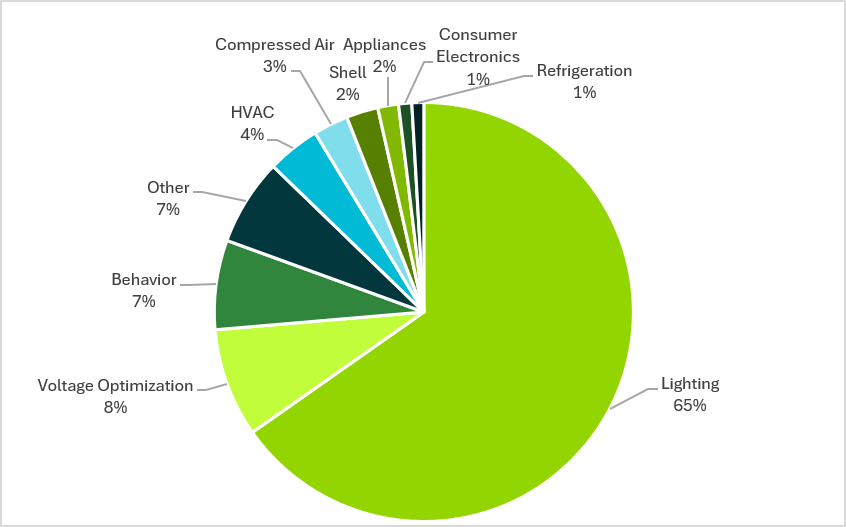 Consumer
Electronics
1%
Compressed Air
3%
Appliances
2%
Shell
2%
Refrigeration
1%
HVAC
4%
Other
7%
Behavior
7%
Voltage Optimization
8%
Lighting
65%